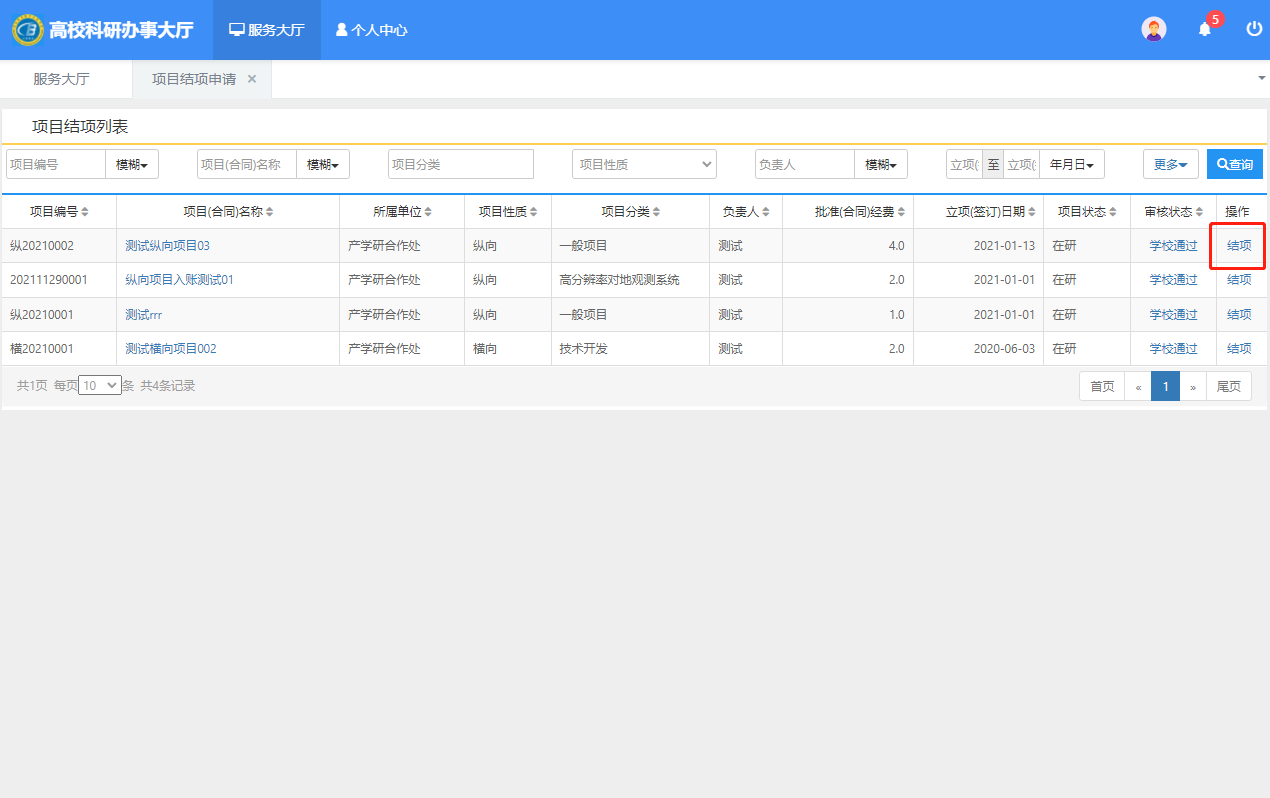 高校科研办事大厅 服务大厅 个人中心 5
服务大厅 项目结项申请 ×
项目结项列表
项目编号 模糊 项目(合同)名称 模糊 项目分类 项目性质 负责人 模糊 立项( 至 立项( 年月日 更多 查询
项目编号 项目(合同)名称 所属单位 项目性质 项目分类 负责人 批准(合同)经费 立项(签订)日期 项目状态 审核状态 操作
纵20210002 测试纵向项目03 产学研合作处 纵向 一般项目 测试 4.0 2021-01-13 在研 学校通过 结项
202111290001 纵向项目入账测试01 产学研合作处 纵向 高分辨率对地观测系统 测试 2.0 2021-01-01 在研 学校通过 结项
纵20210001 测试rrr 产学研合作处 纵向 一般项目 测试 1.0 2021-01-01 在研 学校通过 结项
横20210001 测试横向项目002 产学研合作处 横向 技术开发 测试 2.0 2020-06-03 在研 学校通过 结项
共1页 每页 10 条 共4条记录 首页 « 1 » 尾页